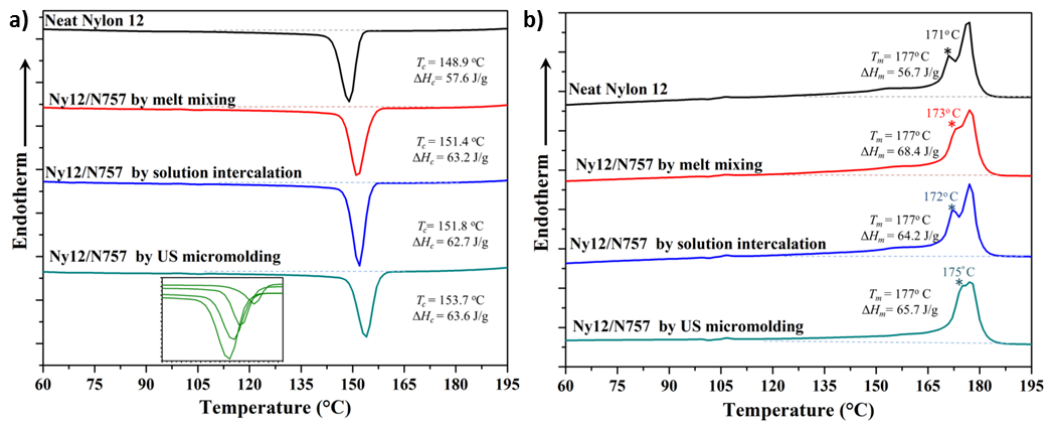 a)
Neat Nylon 12
Tc = 148.9 °C
ΔHc = 57.6 J/g
Ny12/N757 by melt mixing
Tc = 151.4 °C
ΔHc = 63.2 J/g
Ny12/N757 by solution intercalation
Tc = 151.8 °C
ΔHc = 62.7 J/g
Ny12/N757 by US micromolding
Tc = 153.7 °C
ΔHc = 63.6 J/g
Endotherm
60 75 90 105 120 135 150 165 180 195
Temperature (°C)
b)
171°C
*
Tm = 177°C
ΔHm = 56.7 J/g
Neat Nylon 12
173°C
*
Tm = 177°C
ΔHm = 68.4 J/g
Ny12/N757 by melt mixing
172°C
*
Tm = 177°C
ΔHm = 64.2 J/g
Ny12/N757 by solution intercalation
175°C
*
Tm = 177°C
ΔHm = 65.7 J/g
Ny12/N757 by US micromolding
Endotherm
60 75 90 105 120 135 150 165 180 195
Temperature (°C)